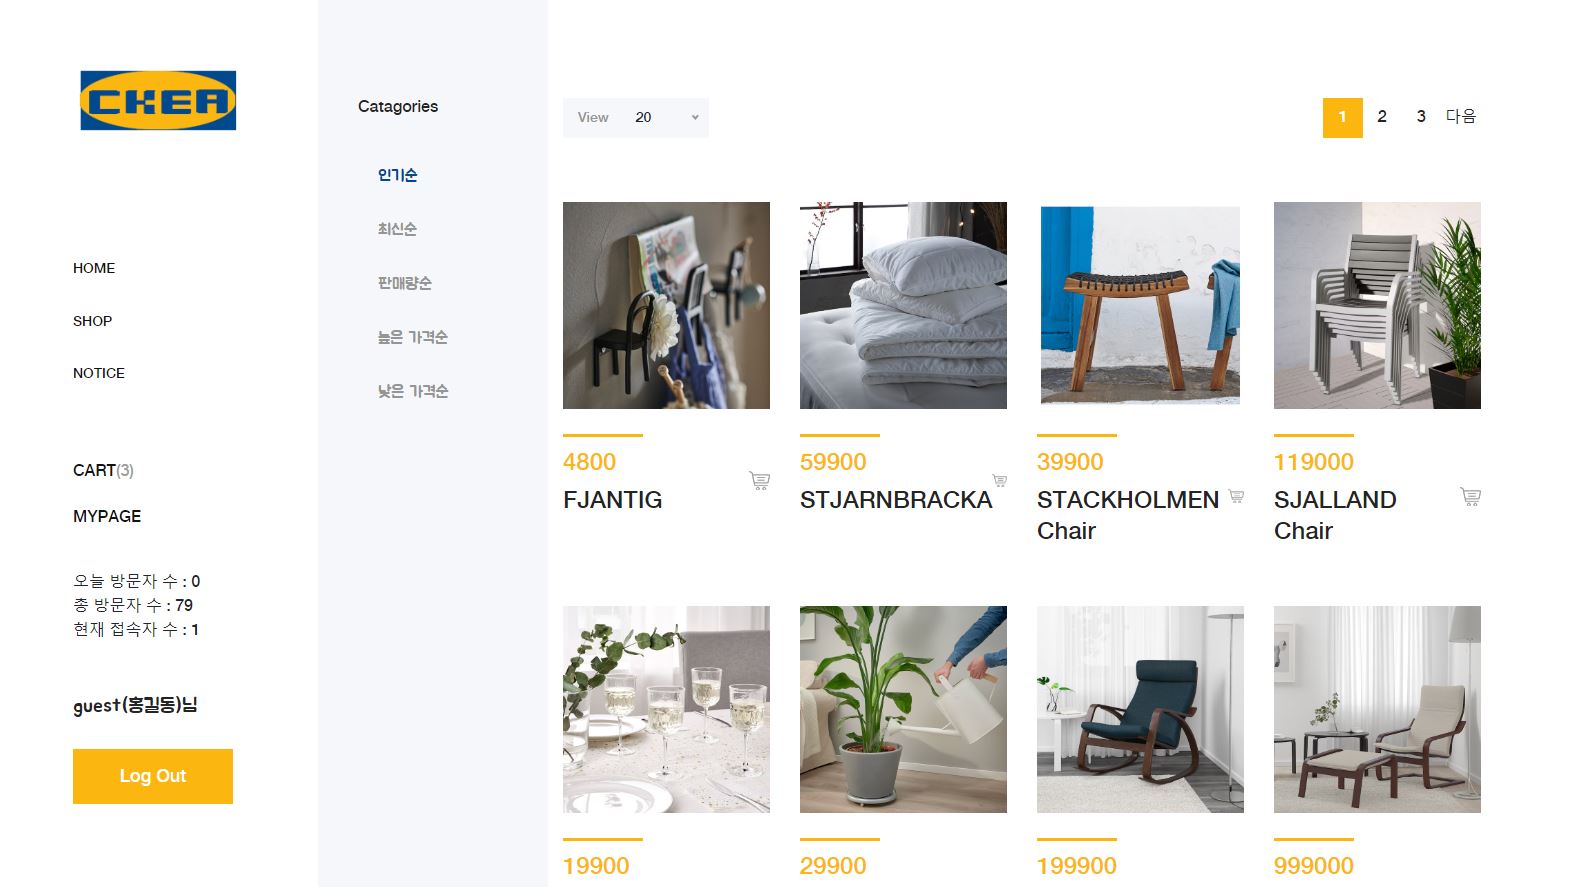 CKEA
HOME
SHOP
NOTICE
CART(3)
MYPAGE
오늘 방문자 수 : 0
총 방문자 수 : 79
현재 접속자 수 : 1
guest(홍길동)님
Log Out
Catagories
인기순
최신순
판매량순
높은 가격순
낮은 가격순
View 20
1 2 3 다음
4800
FJANTIG
59900
STJARNBRACKA
39900
STACKHOLMEN
Chair
119000
SJALLAND
Chair
19900
29900
199900
999000